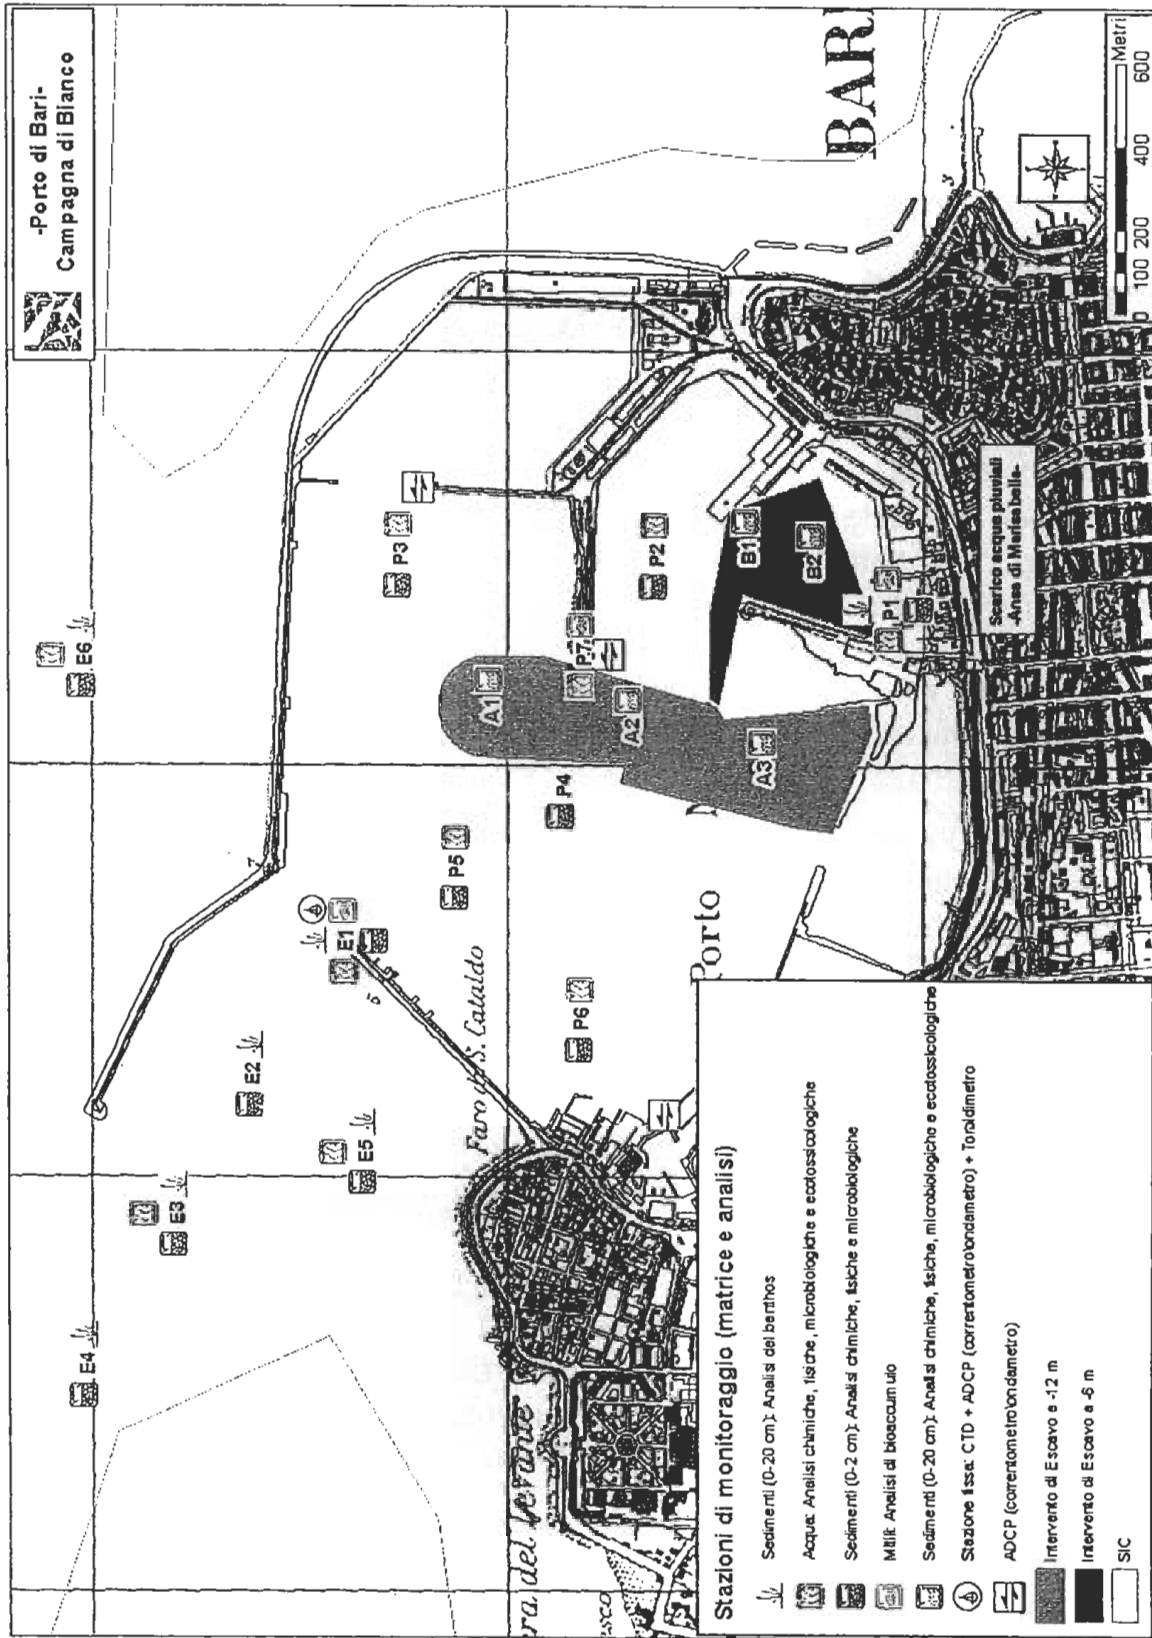 -Porto di Bari-
Campagna di Bianco
BARI
E6
P3
P2
B1
B2
P1
P7
A1
A2
A3
P4
P5
P6
E1
E2
E5
E3
E4
Faro di S. Cataldo
Porto
del Levante
Scarico acque pluviali
-Ansa di Marisabella-
0 100 200 400 600
Metri
Stazioni di monitoraggio (matrice e analisi)
Sedimenti (0-20 cm): Analisi del benthos
Acqua: Analisi chimiche, fisiche, microbiologiche e ecotossicologiche
Sedimenti (0-2 cm): Analisi chimiche, fisiche e microbiologiche
Mitili: Analisi di bioaccumulo
Sedimenti (0-20 cm): Analisi chimiche, fisiche, microbiologiche e ecotossicologiche
Stazione fissa: CTD + ADCP (correntometro/ondametro) + Torbidimetro
ADCP (correntometro/ondametro)
Intervento di Escavo a -12 m
Intervento di Escavo a -6 m
SIC